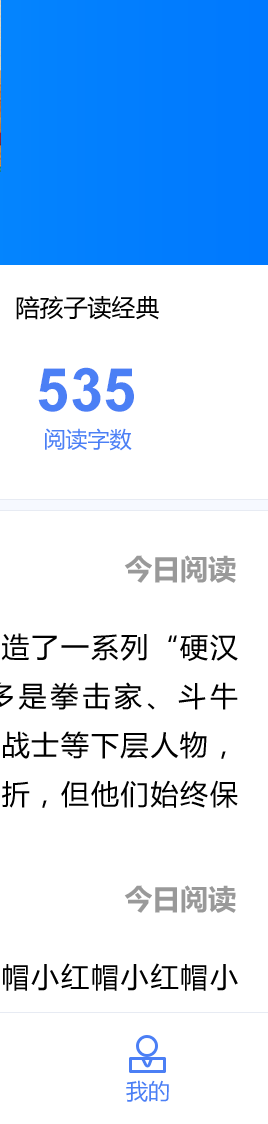 陪孩子读经典
535
阅读字数
今日阅读
造了一系列“硬汉
多是拳击家、斗牛
战士等下层人物，
折，但他们始终保
今日阅读
帽小红帽小红帽小
我的